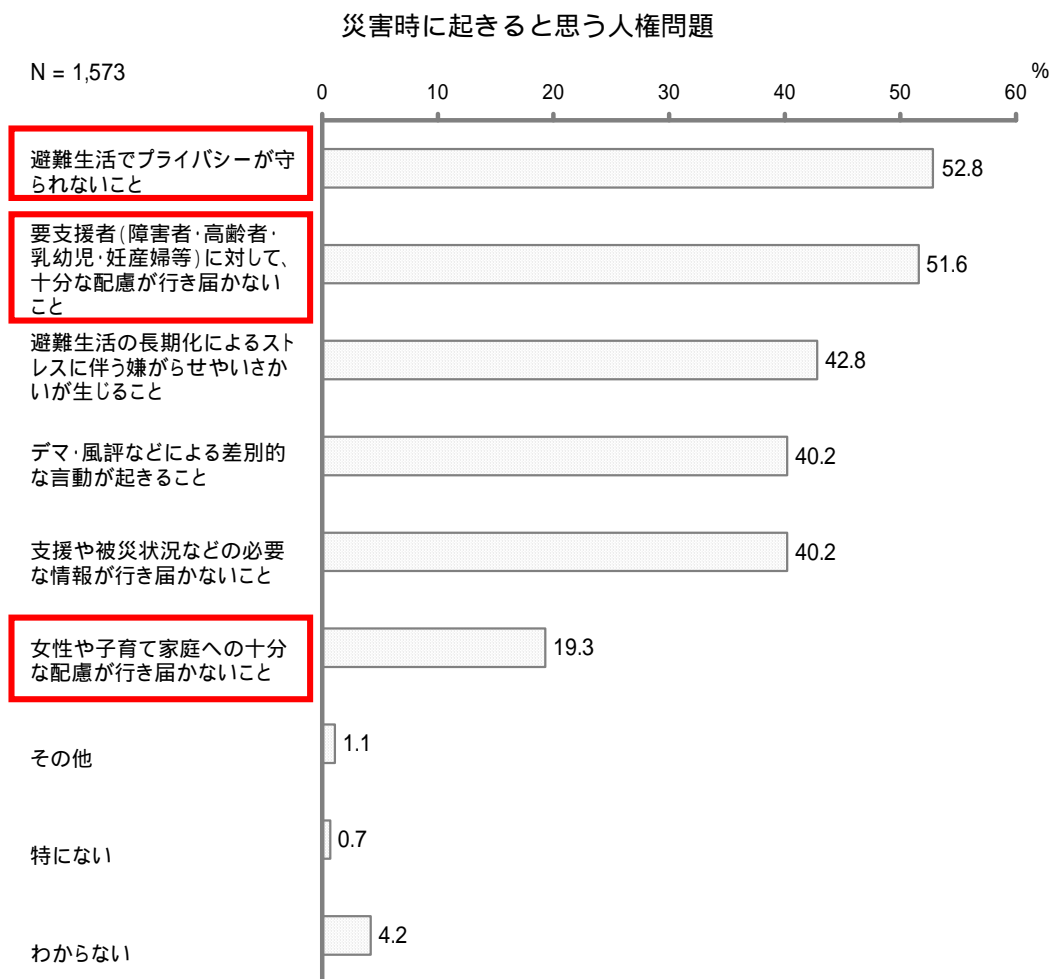 災害時に起きると思う人権問題
N = 1,573
%
0 10 20 30 40 50 60
避難生活でプライバシーが守
られないこと
52.8
要支援者(障害者・高齢者・
乳幼児・妊産婦等)に対して、
十分な配慮が行き届かない
こと
51.6
避難生活の長期化によるスト
レスに伴う嫌がらせやいさか
いが生じること
42.8
デマ・風評などによる差別的
な言動が起きること
40.2
支援や被災状況などの必要
な情報が行き届かないこと
40.2
女性や子育て家庭への十分
な配慮が行き届かないこと
19.3
その他
1.1
特にない
0.7
わからない
4.2